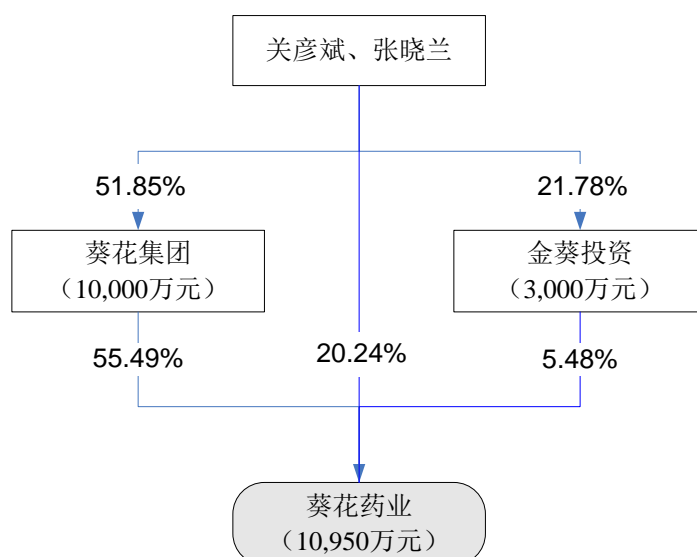 关彦斌、张晓兰
51.85%
21.78%
葵花集团
（10,000万元）
金葵投资
（3,000万元）
55.49%
20.24%
5.48%
葵花药业
（10,950万元）